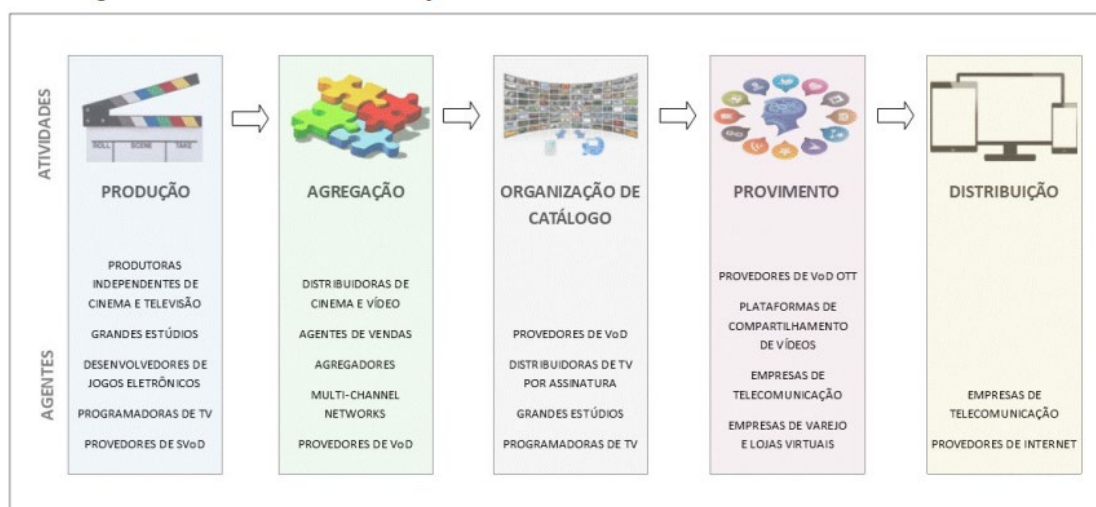 ATIVIDADES
AGENTES
ROLL SCENE TAKE
PRODUÇÃO
PRODUTORAS
INDEPENDENTES DE
CINEMA E TELEVISÃO
GRANDES ESTÚDIOS
DESENVOLVEDORES DE
JOGOS ELETRÔNICOS
PROGRAMADORAS DE TV
PROVEDORES DE SVoD
AGREGAÇÃO
DISTRIBUIDORAS DE
CINEMA E VÍDEO
AGENTES DE VENDAS
AGREGADORES
MULTI-CHANNEL
NETWORKS
PROVEDORES DE VoD
ORGANIZAÇÃO DE
CATÁLOGO
PROVEDORES DE VoD
DISTRIBUIDORAS DE TV
POR ASSINATURA
GRANDES ESTÚDIOS
PROGRAMADORAS DE TV
PROVIMENTO
PROVEDORES DE VoD OTT
PLATAFORMAS DE
COMPARTILHAMENTO
DE VÍDEOS
EMPRESAS DE
TELECOMUNICAÇÃO
EMPRESAS DE VAREJO
E LOJAS VIRTUAIS
DISTRIBUIÇÃO
EMPRESAS DE
TELECOMUNICAÇÃO
PROVEDORES DE INTERNET